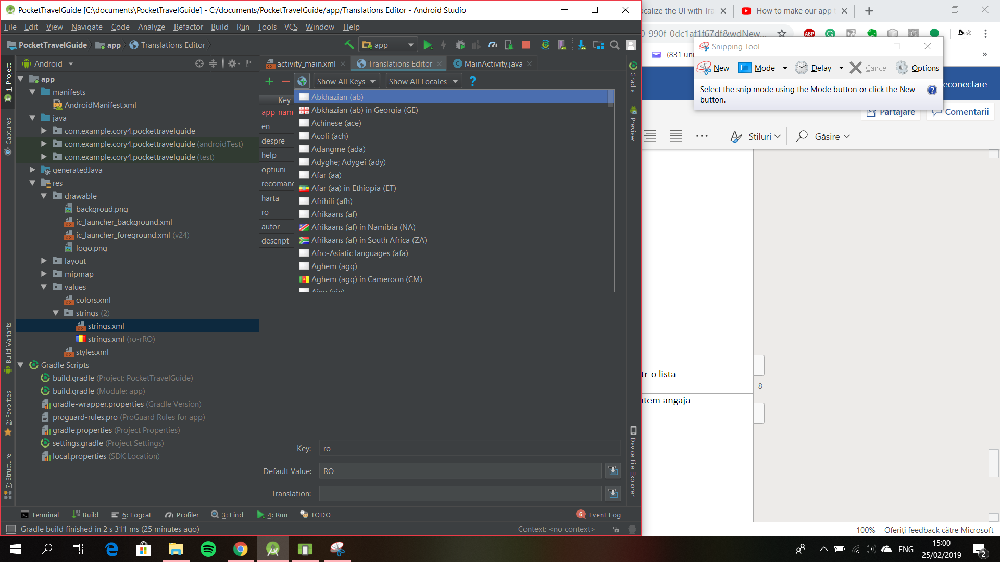 PocketTravelGuide [C:\documents\PocketTravelGuide] - C:/documents/PocketTravelGuide/app/Translations Editor - Android Studio
File Edit View Navigate Code Analyze Refactor Build Run Tools VCS Window Help
PocketTravelGuide app Translations Editor
app
Android
activity_main.xml Translations Editor MainActivity.java
Show All Keys Show All Locales ?
1: Project
Captures
Build Variants
2: Favorites
7: Structure
app
manifests
AndroidManifest.xml
java
com.example.cory4.pockettravelguide
com.example.cory4.pockettravelguide (androidTest)
com.example.cory4.pockettravelguide (test)
generatedJava
res
drawable
backgroud.png
ic_launcher_background.xml
ic_launcher_foreground.xml (v24)
logo.png
layout
mipmap
values
colors.xml
strings (2)
strings.xml
strings.xml (ro-rRO)
styles.xml
Gradle Scripts
build.gradle (Project: PocketTravelGuide)
build.gradle (Module: app)
gradle-wrapper.properties (Gradle Version)
proguard-rules.pro (ProGuard Rules for app)
gradle.properties (Project Properties)
settings.gradle (Project Settings)
local.properties (SDK Location)
Key
app_nam
en
despre
help
optiuni
recomand
harta
ro
autor
descript
Abkhazian (ab)
Abkhazian (ab) in Georgia (GE)
Achinese (ace)
Acoli (ach)
Adangme (ada)
Adyghe; Adygei (ady)
Afar (aa)
Afar (aa) in Ethiopia (ET)
Afrihili (afh)
Afrikaans (af)
Afrikaans (af) in Namibia (NA)
Afrikaans (af) in South Africa (ZA)
Afro-Asiatic languages (afa)
Aghem (agq)
Aghem (agq) in Cameroon (CM)
Ainu (ain)
Key: ro
Default Value: RO
Translation:
Gradle
Preview
Device File Explorer
Terminal Build 6: Logcat Profiler 3: Find 4: Run TODO 6 Event Log
Gradle build finished in 2 s 311 ms (25 minutes ago)
Context: <no context>
ocalize the UI with Tra How to make our app
0-990f-0dc1af1f67df&wdNew... ABP
(831 unr »
Snipping Tool
New Mode Delay Cancel Options
Select the snip mode using the Mode button or click the New
button.
econectare
Partajare Comentarii
Stiluri Găsire
tr-o lista
8
utem angaja
100% Oferiți feedback către Microsoft
ENG
15:00
25/02/2019
2